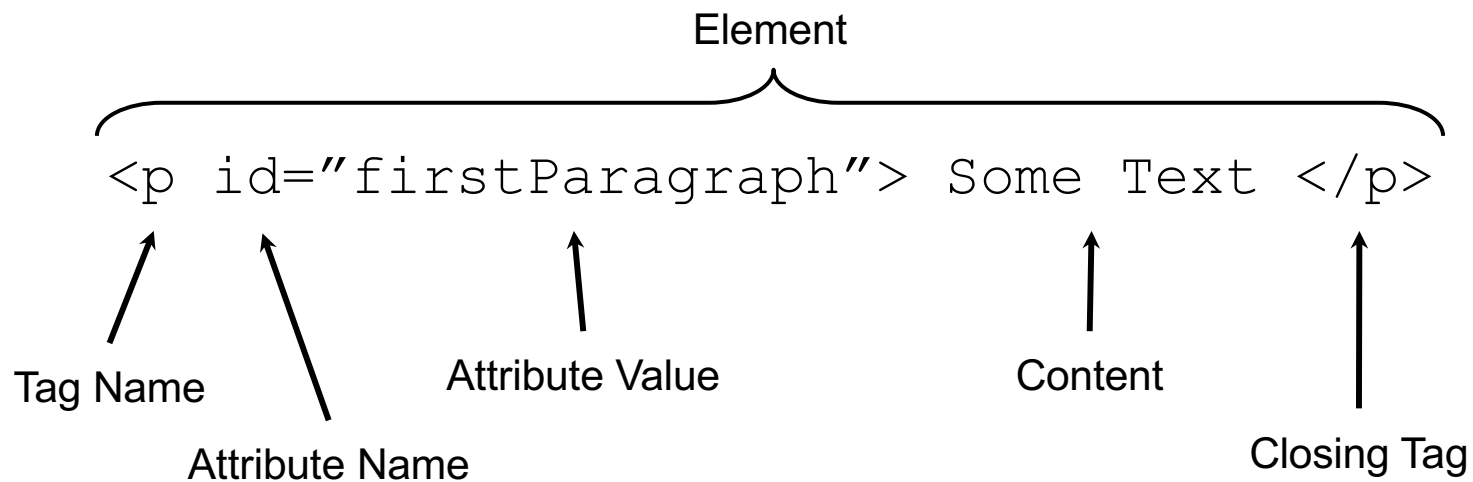 Element
<p id=”firstParagraph”> Some Text </p>
Tag Name
Attribute Value
Content
Attribute Name
Closing Tag